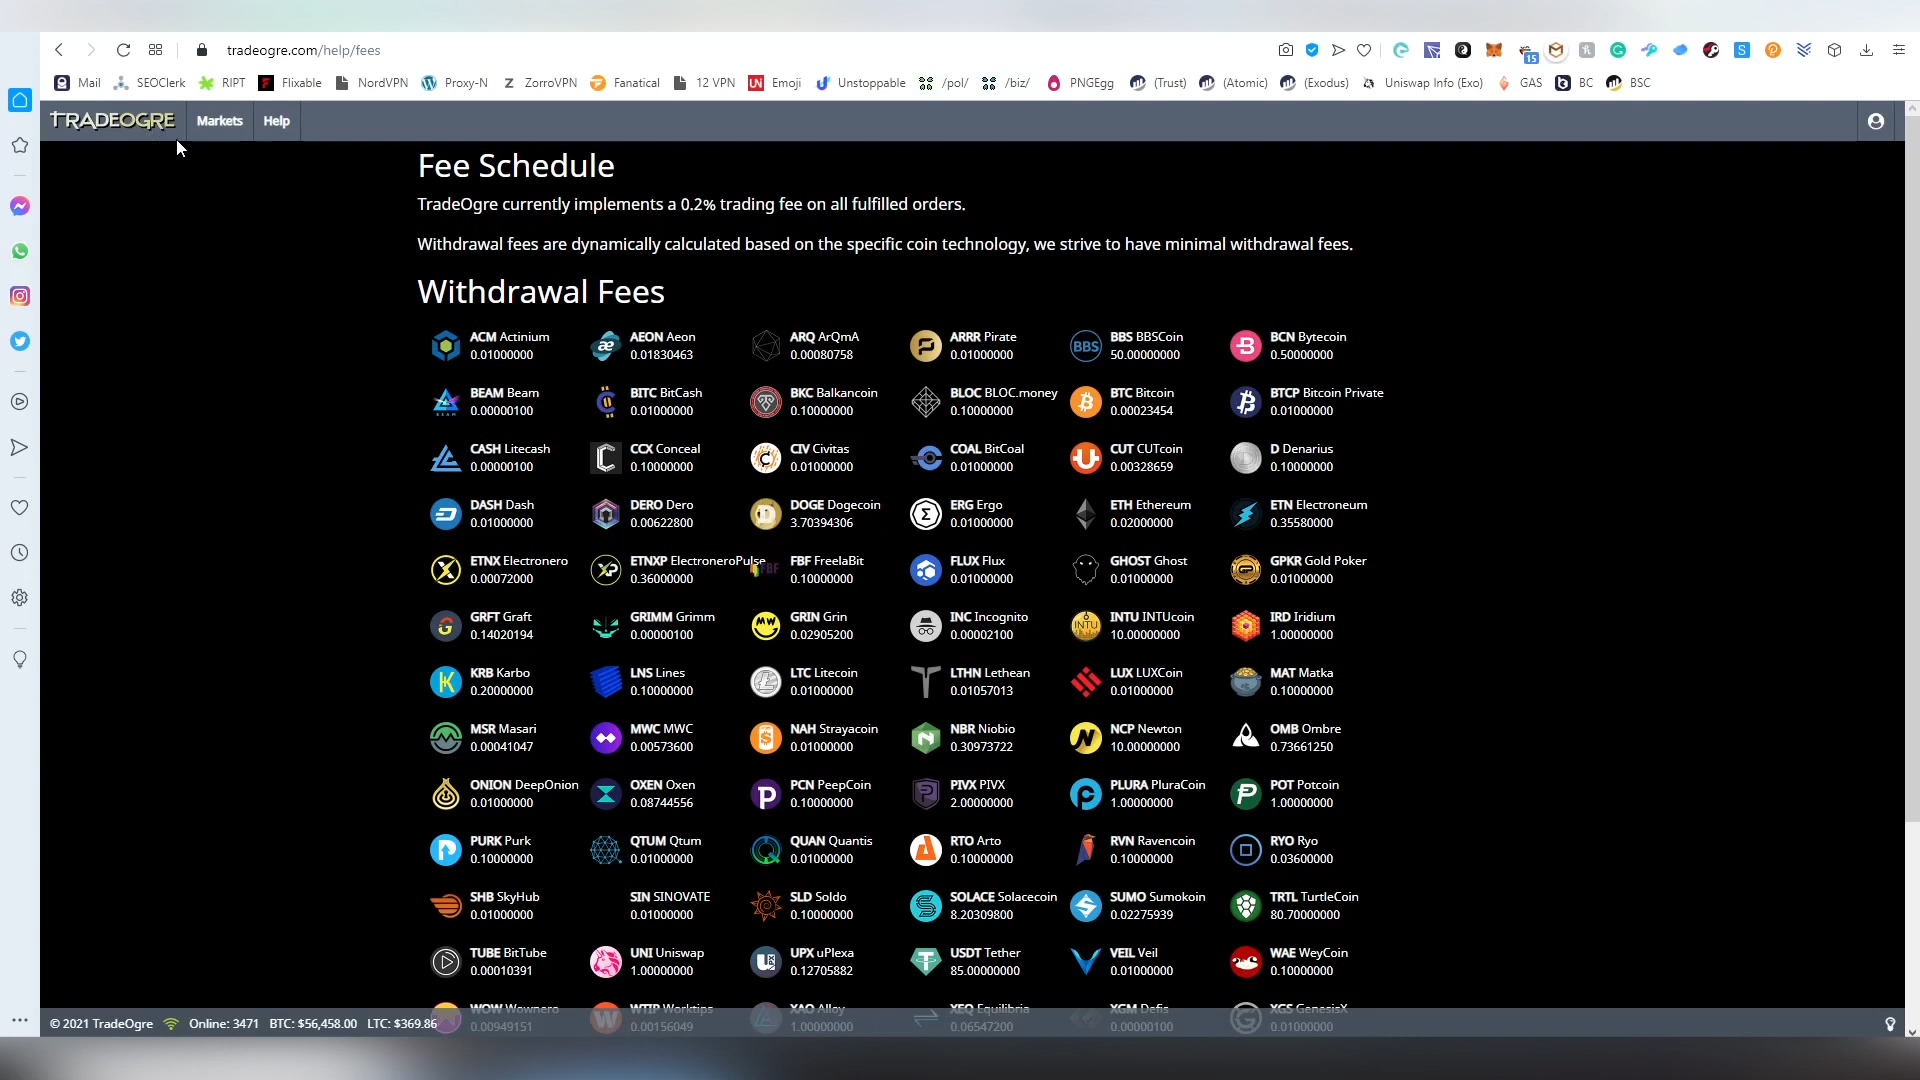 tradeogre.com/help/fees
15
Mail SEOClerk RIPT Flixable NordVPN Proxy-N ZorroVPN Fanatical 12 VPN Emoji Unstoppable /pol/ /biz/ PNGEgg (Trust) (Atomic) (Exodus) Uniswap Info (Exo) GAS BC BSC
TRADEOGRE Markets Help
Fee Schedule
TradeOgre currently implements a 0.2% trading fee on all fulfilled orders.
Withdrawal fees are dynamically calculated based on the specific coin technology, we strive to have minimal withdrawal fees.
Withdrawal Fees
ACM Actinium AEON Aeon ARQ ArQmA ARRR Pirate BBS BBSCoin BCN Bytecoin
0.01000000 0.01830463 0.00080758 0.01000000 50.00000000 0.50000000
BEAM Beam BITC BitCash BKC Balkancoin BLOC BLOC.money BTC Bitcoin BTCP Bitcoin Private
0.00000100 0.01000000 0.10000000 0.10000000 0.00023454 0.01000000
CASH Litecash CCX Conceal CIV Civitas COAL BitCoal CUT CUTcoin D Denarius
0.00000100 0.10000000 0.01000000 0.01000000 0.00328659 0.10000000
DASH Dash DERO Dero DOGE Dogecoin ERG Ergo ETH Ethereum ETN Electroneum
0.01000000 0.00622800 3.70394306 0.01000000 0.02000000 0.35580000
ETNX Electronero ETNXP ElectroneroPulse FBF FreelaBit FLUX Flux GHOST Ghost GPKR Gold Poker
0.00072000 0.36000000 0.10000000 0.01000000 0.01000000 0.01000000
GRFT Graft GRIMM Grimm GRIN Grin INC Incognito INTU INTUcoin IRD Iridium
0.14020194 0.00000100 0.02905200 0.00002100 10.00000000 1.00000000
KRB Karbo LNS Lines LTC Litecoin LTHN Lethean LUX LUXCoin MAT Matka
0.20000000 0.10000000 0.01000000 0.01057013 0.01000000 0.10000000
MSR Masari MWC MWC NAH Strayacoin NBR Niobio NCP Newton OMB Ombre
0.00041047 0.00573600 0.01000000 0.30973722 10.00000000 0.73661250
ONION DeepOnion OXEN Oxen PCN PeepCoin PIVX PIVX PLURA PluraCoin POT Potcoin
0.01000000 0.08744556 0.10000000 2.00000000 1.00000000 1.00000000
PURK Purk QTUM Qtum QUAN Quantis RTO Arto RVN Ravencoin RYO Ryo
0.10000000 0.01000000 0.01000000 0.10000000 0.10000000 0.03600000
SHB SkyHub SIN SINOVATE SLD Soldo SOLACE Solacecoin SUMO Sumokoin TRTL TurtleCoin
0.01000000 0.01000000 0.10000000 8.20309800 0.02275939 80.70000000
TUBE BitTube UNI Uniswap UPX uPlexa USDT Tether VEIL Veil WAE WeyCoin
0.00010391 1.00000000 0.12705882 85.00000000 0.01000000 0.10000000
WOW Wownero WTIP Worktips XAO Alloy XEQ Equilibria XGM Defis XGS GenesisX
0.00949151 0.00156049 1.00000000 0.06547200 0.00000100 0.01000000
© 2021 TradeOgre Online: 3471 BTC: $56,458.00 LTC: $369.86